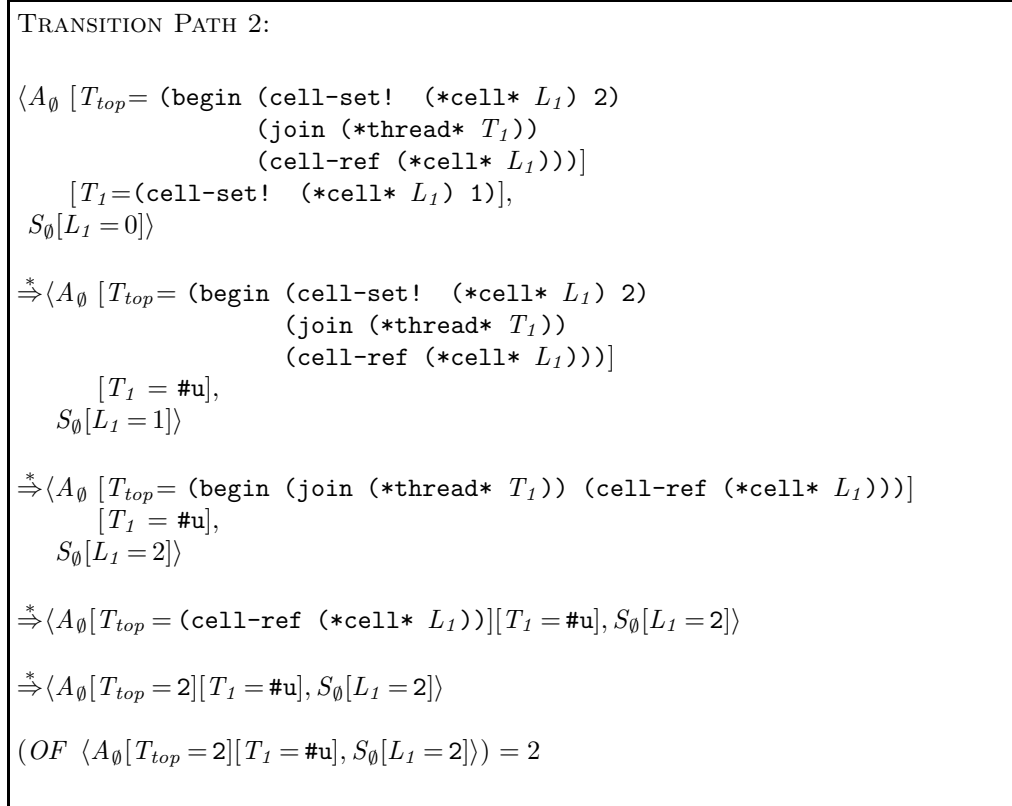 TRANSITION PATH 2:
⟨A∅ [Ttop= (begin (cell-set! (*cell* L1) 2)
(join (*thread* T1))
(cell-ref (*cell* L1)))]
[T1=(cell-set! (*cell* L1) 1)],
S∅[L1=0]⟩
⇒* ⟨A∅ [Ttop= (begin (cell-set! (*cell* L1) 2)
(join (*thread* T1))
(cell-ref (*cell* L1)))]
[T1 = #u],
S∅[L1=1]⟩
⇒* ⟨A∅ [Ttop= (begin (join (*thread* T1)) (cell-ref (*cell* L1)))]
[T1 = #u],
S∅[L1=2]⟩
⇒* ⟨A∅[Ttop=(cell-ref (*cell* L1))][T1=#u], S∅[L1=2]⟩
⇒* ⟨A∅[Ttop=2][T1=#u], S∅[L1=2]⟩
(OF ⟨A∅[Ttop=2][T1=#u], S∅[L1=2]⟩) = 2